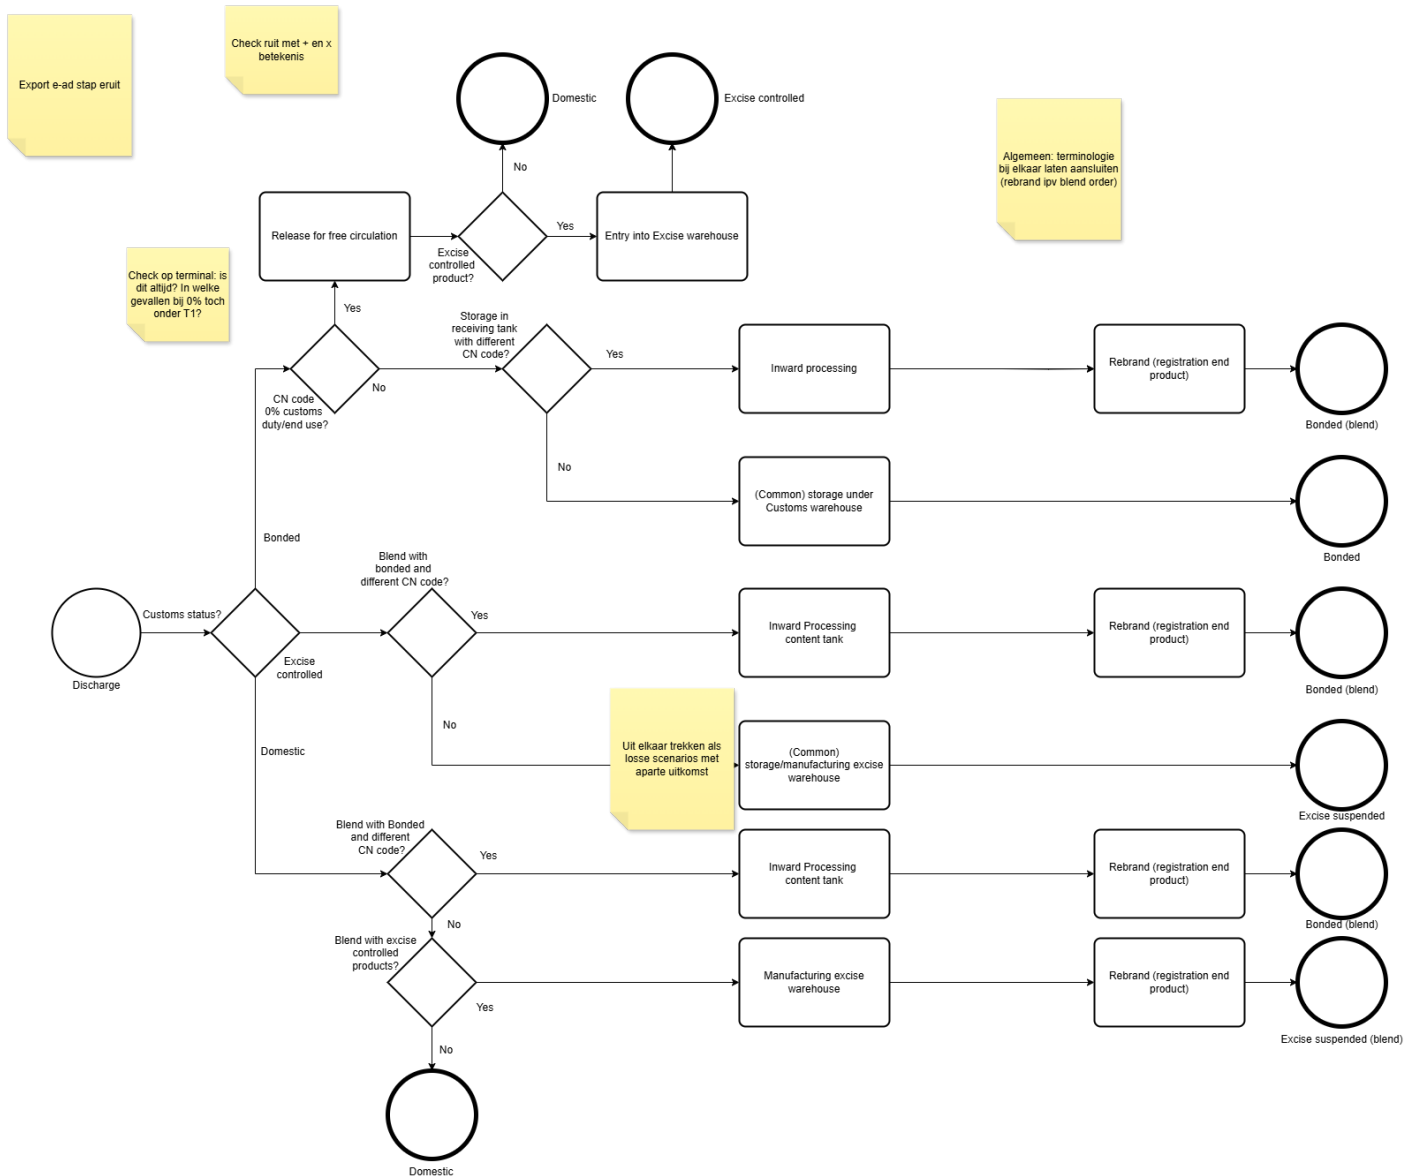 Export e-ad stap eruit
Check ruit met + en x
betekenis
Domestic
Excise controlled
Algemeen: terminologie
bij elkaar laten aansluiten
(rebrand ipv blend order)
No
Release for free circulation
Yes
Entry into Excise warehouse
Excise
controlled
product?
Check op terminal: is
dit altijd? In welke
gevallen bij 0% toch
onder T1?
Yes
Storage in
receiving tank
with different
CN code?
Yes
Inward processing
Rebrand (registration end
product)
No
CN code
0% customs
duty/end use?
Bonded (blend)
No
(Common) storage under
Customs warehouse
Bonded
Bonded
Blend with
bonded and
different CN code?
Customs status?
Yes
Inward Processing
content tank
Rebrand (registration end
product)
Excise
controlled
Discharge
Bonded (blend)
No
Domestic
Uit elkaar trekken als
losse scenarios met
aparte uitkomst
(Common)
storage/manufacturing excise
warehouse
Excise suspended
Blend with Bonded
and different
CN code?
Yes
Inward Processing
content tank
Rebrand (registration end
product)
Bonded (blend)
No
Blend with excise
controlled
products?
Yes
Manufacturing excise
warehouse
Rebrand (registration end
product)
Excise suspended (blend)
No
Domestic